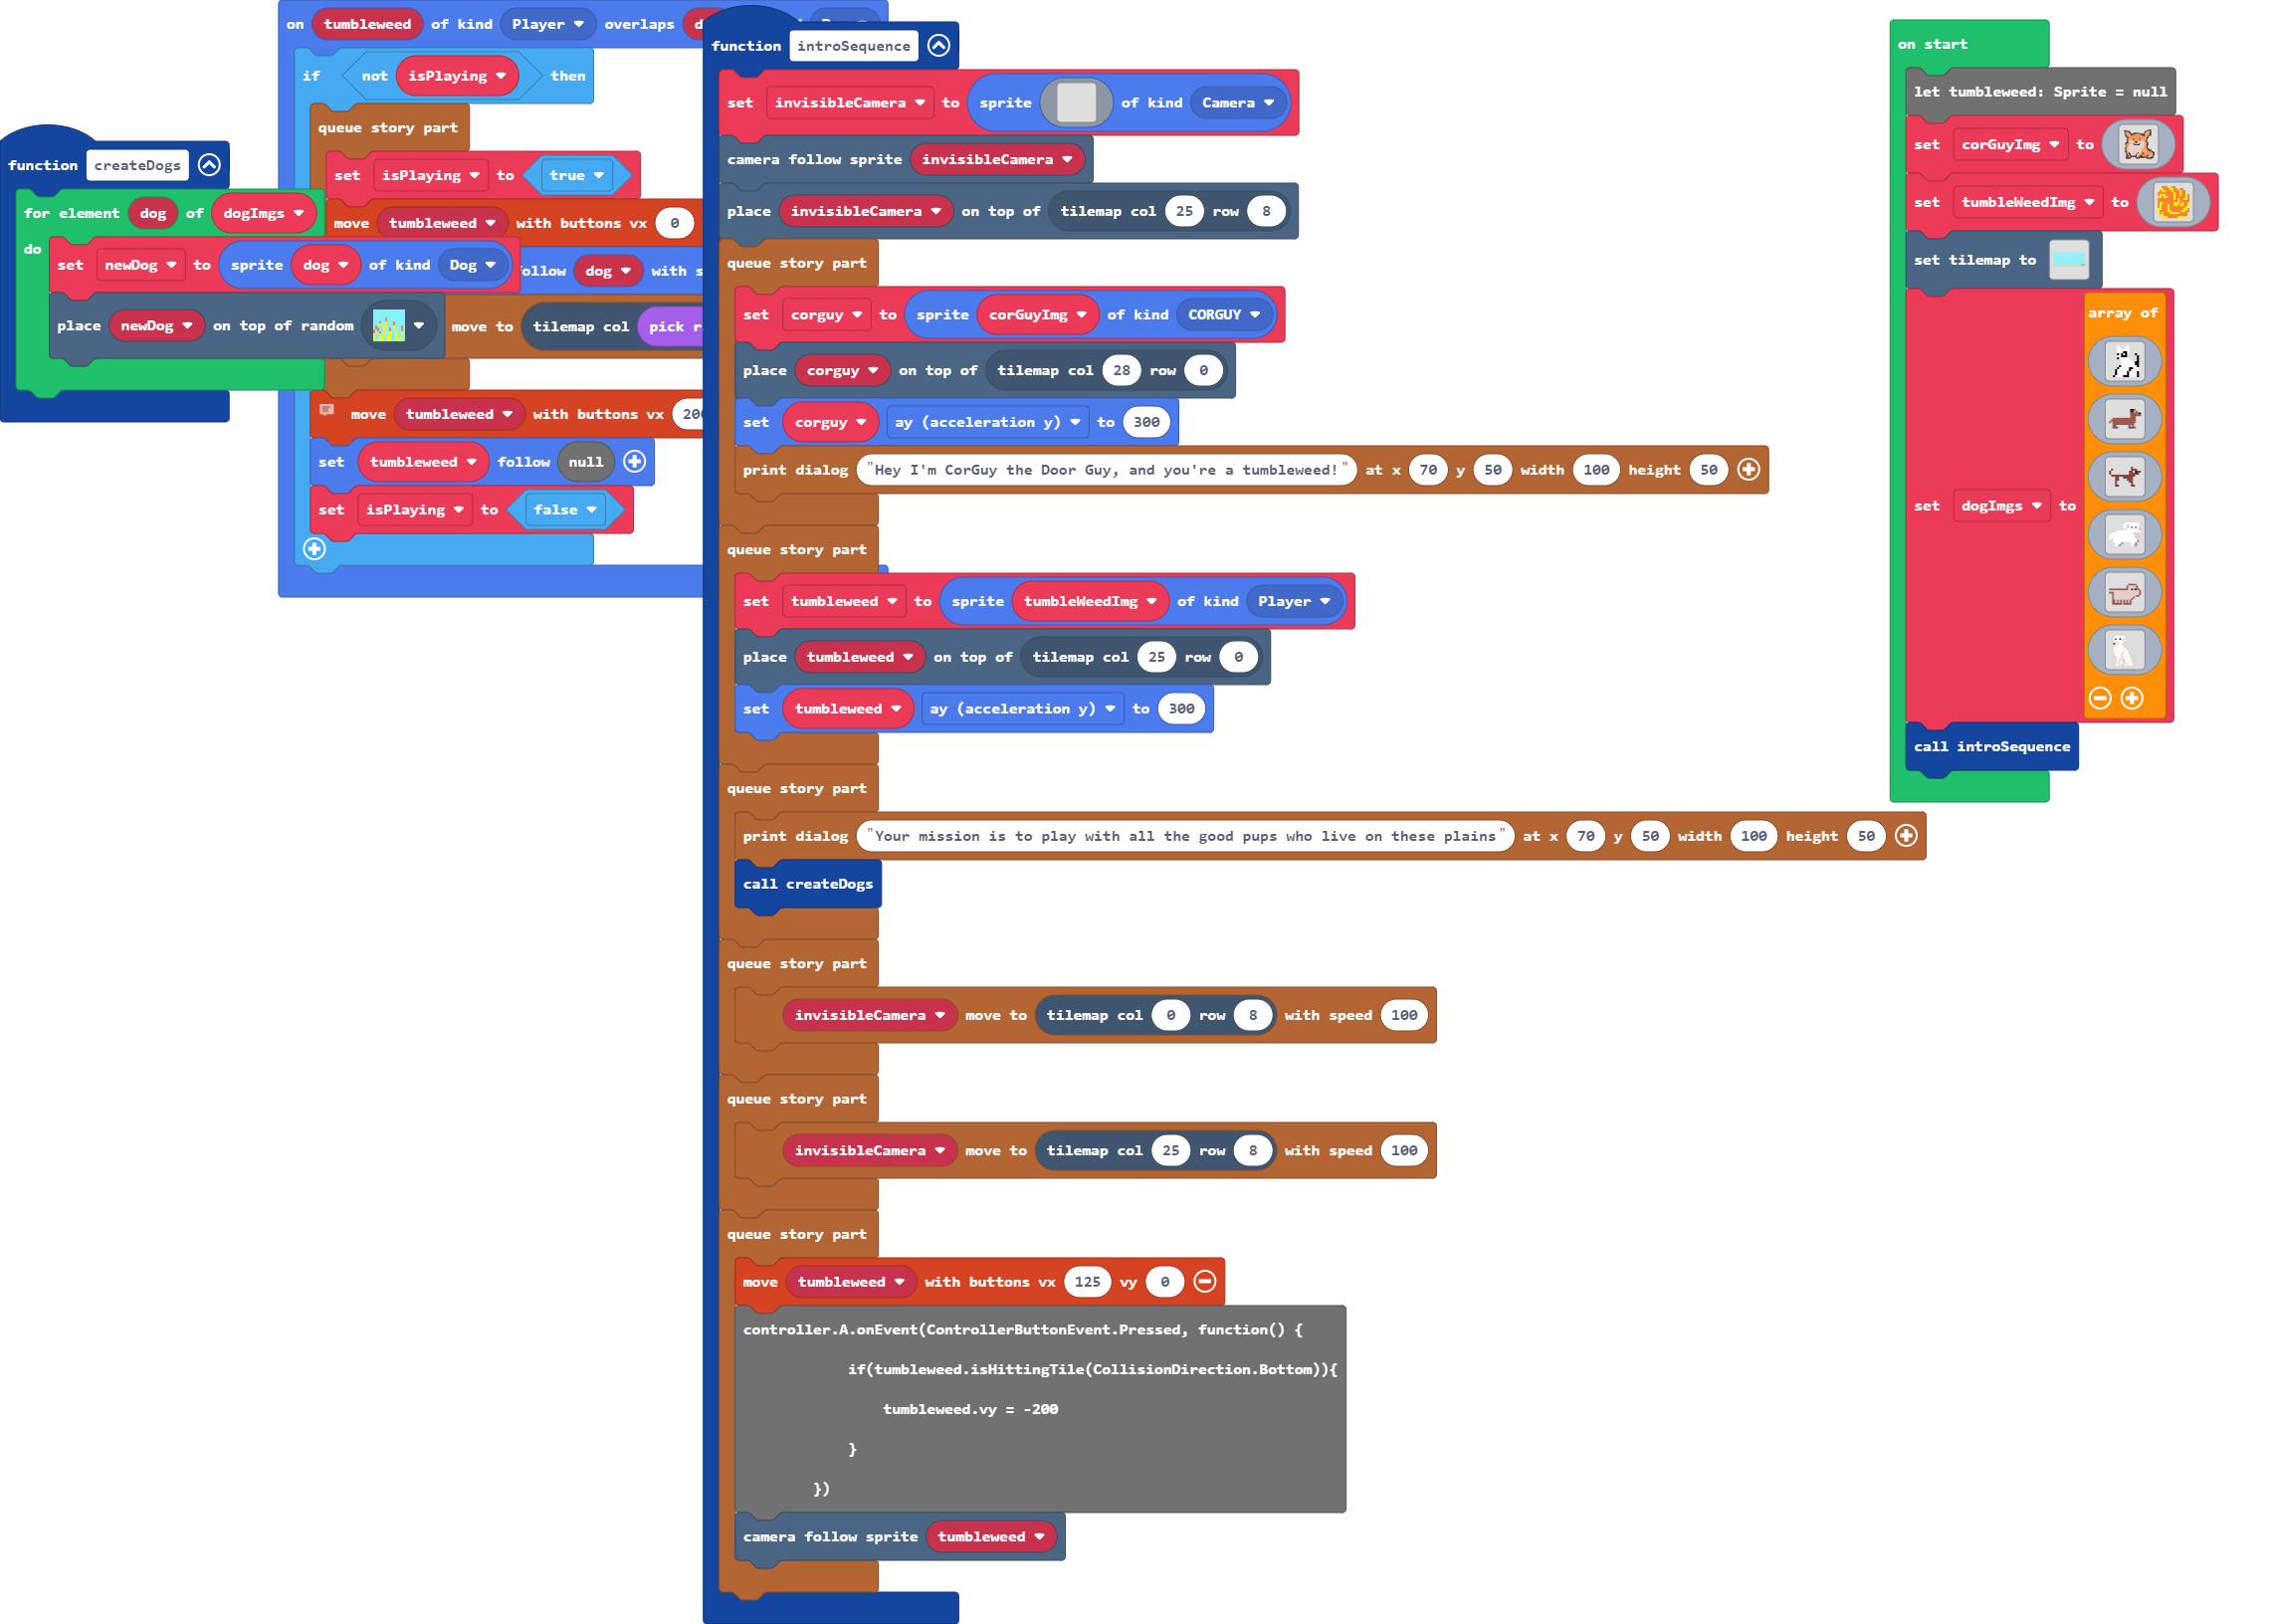 function createDogs
for element dog of dogImgs
do
set newDog to sprite dog of kind Dog
place newDog on top of random
on tumbleweed of kind Player overlaps
if not isPlaying then
queue story part
set isPlaying to true
move tumbleweed with buttons vx 0
follow dog with
move to tilemap col pick
move tumbleweed with buttons vx
set tumbleweed follow null
set isPlaying to false
function introSequence
set invisibleCamera to sprite of kind Camera
camera follow sprite invisibleCamera
place invisibleCamera on top of tilemap col 25 row 8
queue story part
set corguy to sprite corGuyImg of kind CORGUY
place corguy on top of tilemap col 28 row 0
set corguy ay (acceleration y) to 300
print dialog "Hey I'm CorGuy the Door Guy, and you're a tumbleweed!" at x 70 y 50 width 100 height 50
queue story part
set tumbleweed to sprite tumbleWeedImg of kind Player
place tumbleweed on top of tilemap col 25 row 0
set tumbleweed ay (acceleration y) to 300
queue story part
print dialog "Your mission is to play with all the good pups who live on these plains" at x 70 y 50 width 100 height 50
call createDogs
queue story part
invisibleCamera move to tilemap col 0 row 8 with speed 100
queue story part
invisibleCamera move to tilemap col 25 row 8 with speed 100
queue story part
move tumbleweed with buttons vx 125 vy 0
controller.A.onEvent(ControllerButtonEvent.Pressed, function() {
if(tumbleweed.isHittingTile(CollisionDirection.Bottom)){
tumbleweed.vy = -200
}
})
camera follow sprite tumbleweed
on start
let tumbleweed: Sprite = null
set corGuyImg to
set tumbleWeedImg to
set tilemap to
array of
set dogImgs to
call introSequence